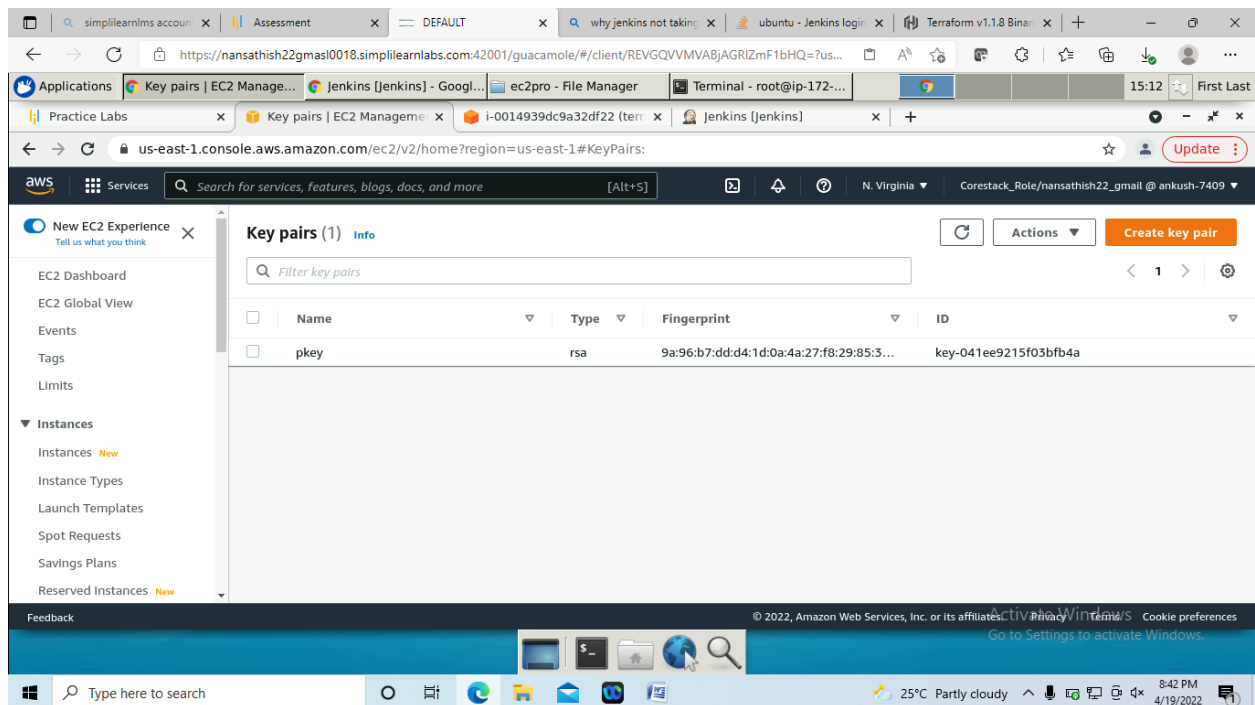 simplilearnlms accoun
Assessment
DEFAULT
why jenkins not taking
ubuntu - Jenkins login
Terraform v1.1.8 Binari
https://nansathish22gmasl0018.simplilearnlabs.com:42001/guacamole/#/client/REVGQVVMVABjAGRlZmF1bHQ=?us...
Applications
Key pairs | EC2 Manage...
Jenkins [Jenkins] - Googl...
ec2pro - File Manager
Terminal - root@ip-172-...
15:12
First Last
Practice Labs
Key pairs | EC2 Manageme
i-0014939dc9a32df22 (terr
Jenkins [Jenkins]
us-east-1.console.aws.amazon.com/ec2/v2/home?region=us-east-1#KeyPairs:
Update
aws
Services
Search for services, features, blogs, docs, and more
[Alt+S]
N. Virginia
Corestack_Role/nansathish22_gmail @ ankush-7409
New EC2 Experience
Tell us what you think
EC2 Dashboard
EC2 Global View
Events
Tags
Limits
Instances
Instances New
Instance Types
Launch Templates
Spot Requests
Savings Plans
Reserved Instances New
Key pairs (1) Info
Actions
Create key pair
Filter key pairs
1
Name Type Fingerprint ID
pkey rsa 9a:96:b7:dd:d4:1d:0a:4a:27:f8:29:85:3... key-041ee9215f03bfb4a
Feedback
© 2022, Amazon Web Services, Inc. or its affiliates.
Privacy
Terms
Cookie preferences
Activate Windows
Go to Settings to activate Windows.
Type here to search
25°C Partly cloudy
8:42 PM
4/19/2022
1